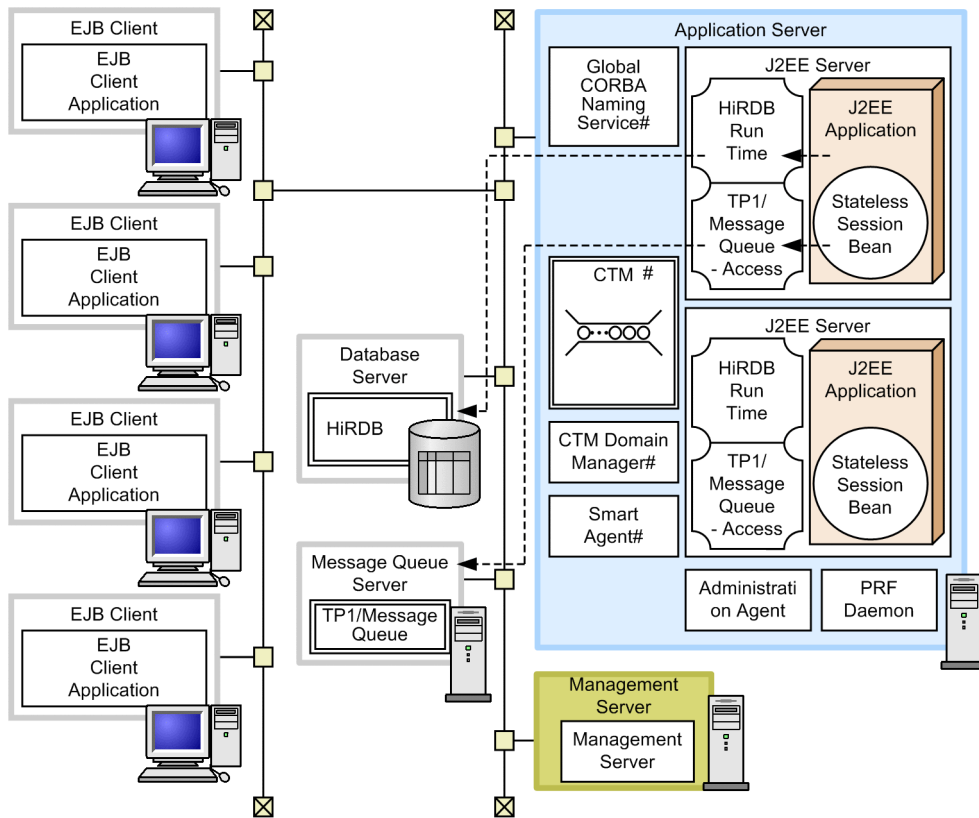 EJB Client
EJB
Client
Application
EJB Client
EJB
Client
Application
EJB Client
EJB
Client
Application
EJB Client
EJB
Client
Application
Database
Server
HiRDB
Message Queue
Server
TP1/Message
Queue
Application Server
Global
CORBA
Naming
Service#
CTM #
CTM Domain
Manager#
Smart
Agent#
J2EE Server
HiRDB
Run
Time
TP1/
Message
Queue
- Access
J2EE
Application
Stateless
Session
Bean
J2EE Server
HiRDB
Run
Time
TP1/
Message
Queue
- Access
J2EE
Application
Stateless
Session
Bean
Administrati
on Agent
PRF
Daemon
Management
Server
Management
Server